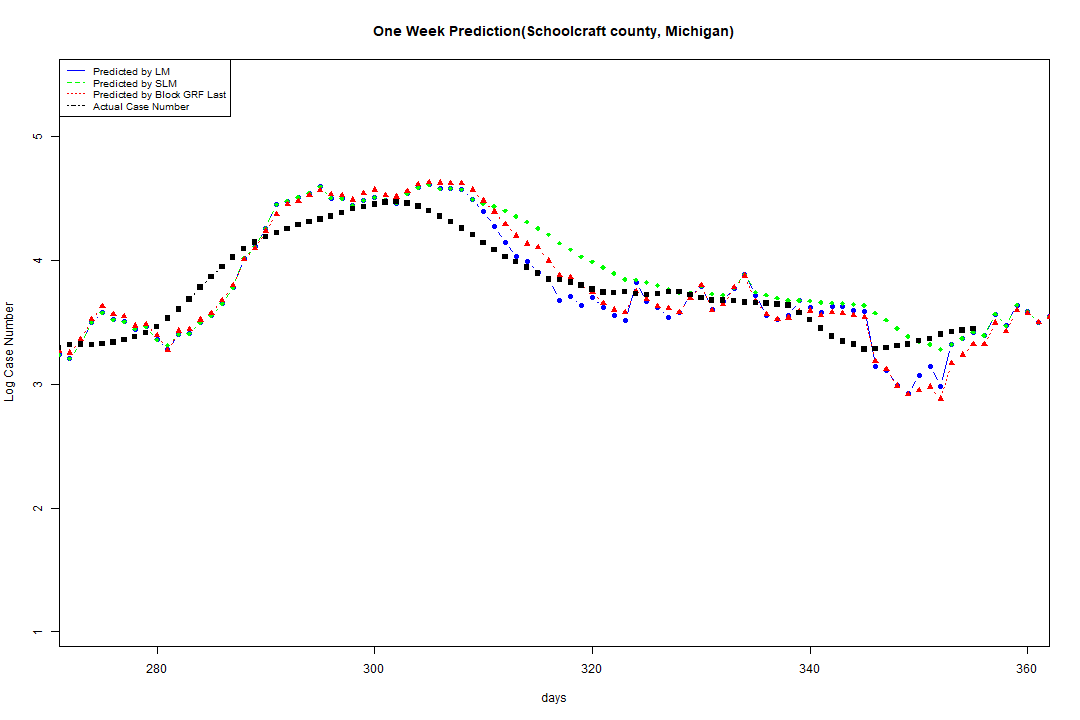 One Week Prediction(Schoolcraft county, Michigan)
Predicted by LM
Predicted by SLM
Predicted by Block GRF Last
Actual Case Number
5
4
3
2
1
Log Case Number
280 300 320 340 360
days